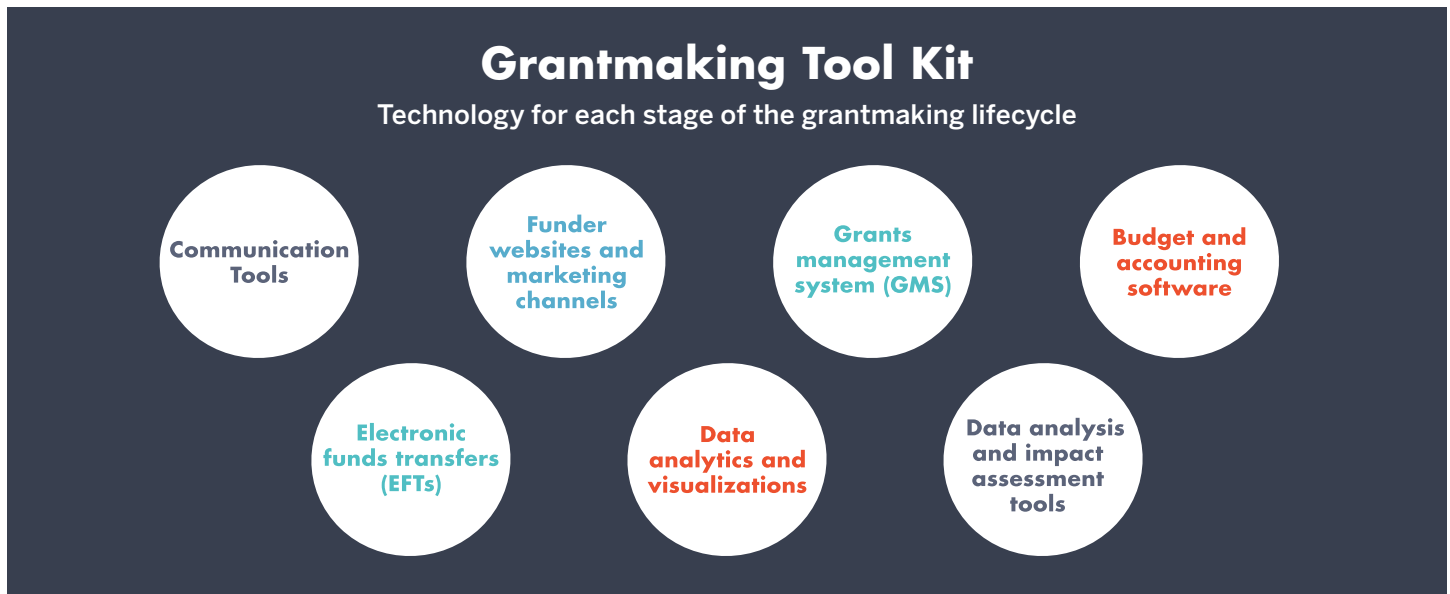 Grantmaking Tool Kit
Technology for each stage of the grantmaking lifecycle
Communication
Tools
Funder
websites and
marketing
channels
Grants
management
system (GMS)
Budget and
accounting
software
Electronic
funds transfers
(EFTs)
Data
analytics and
visualizations
Data analysis
and impact
assessment
tools